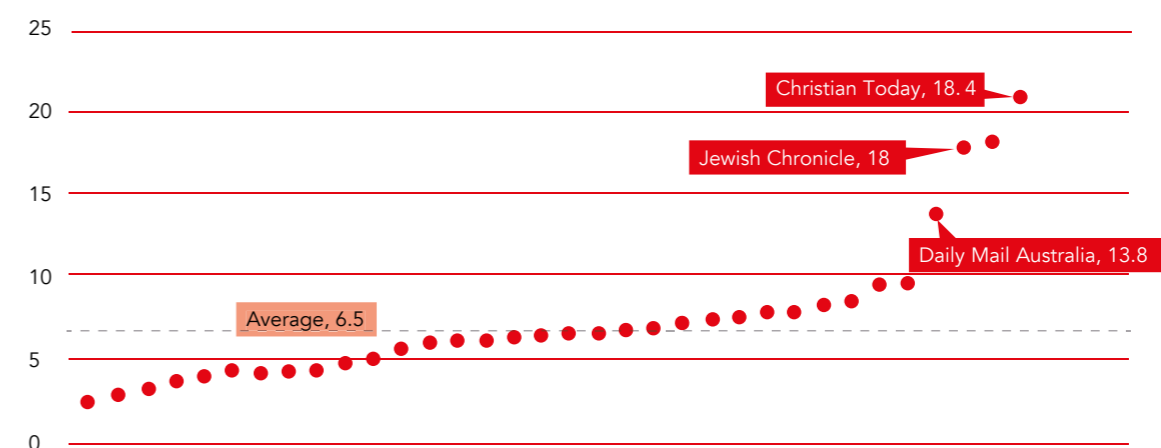 25
Christian Today, 18. 4
20
Jewish Chronicle, 18
15
Daily Mail Australia, 13.8
10
Average, 6.5
5
0